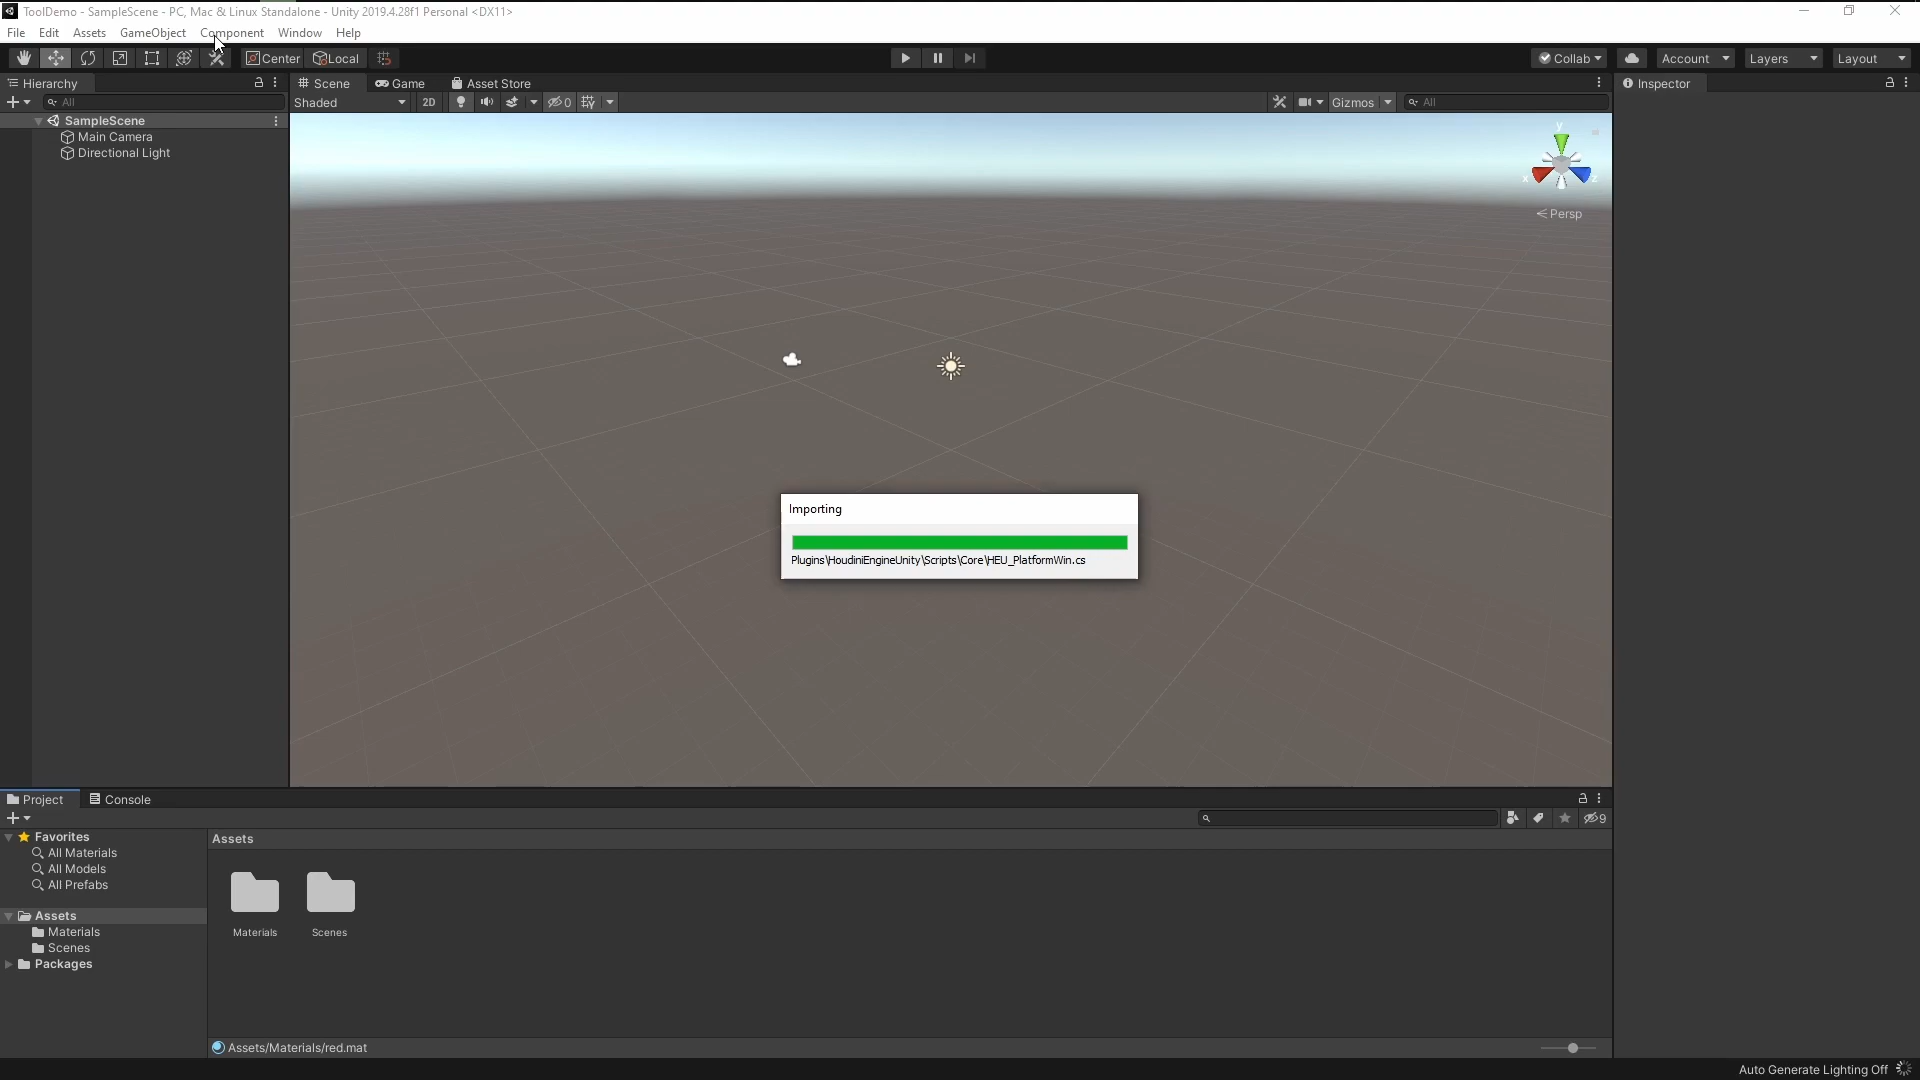 ToolDemo - SampleScene - PC, Mac & Linux Standalone - Unity 2019.4.28f1 Personal <DX11>
File Edit Assets GameObject Component Window Help
Center Local Collab Account Layers Layout
Hierarchy Scene Game Asset Store Inspector
All Shaded 2D 0 Gizmos All
SampleScene
Main Camera
Directional Light
y
x z
Persp
Importing
Plugins\HoudiniEngineUnity\Scripts\Core\HEU_PlatformWin.cs
Project Console
9
Favorites
All Materials
All Models
All Prefabs
Assets
Materials
Scenes
Packages
Assets
Materials Scenes
Assets/Materials/red.mat
Auto Generate Lighting Off